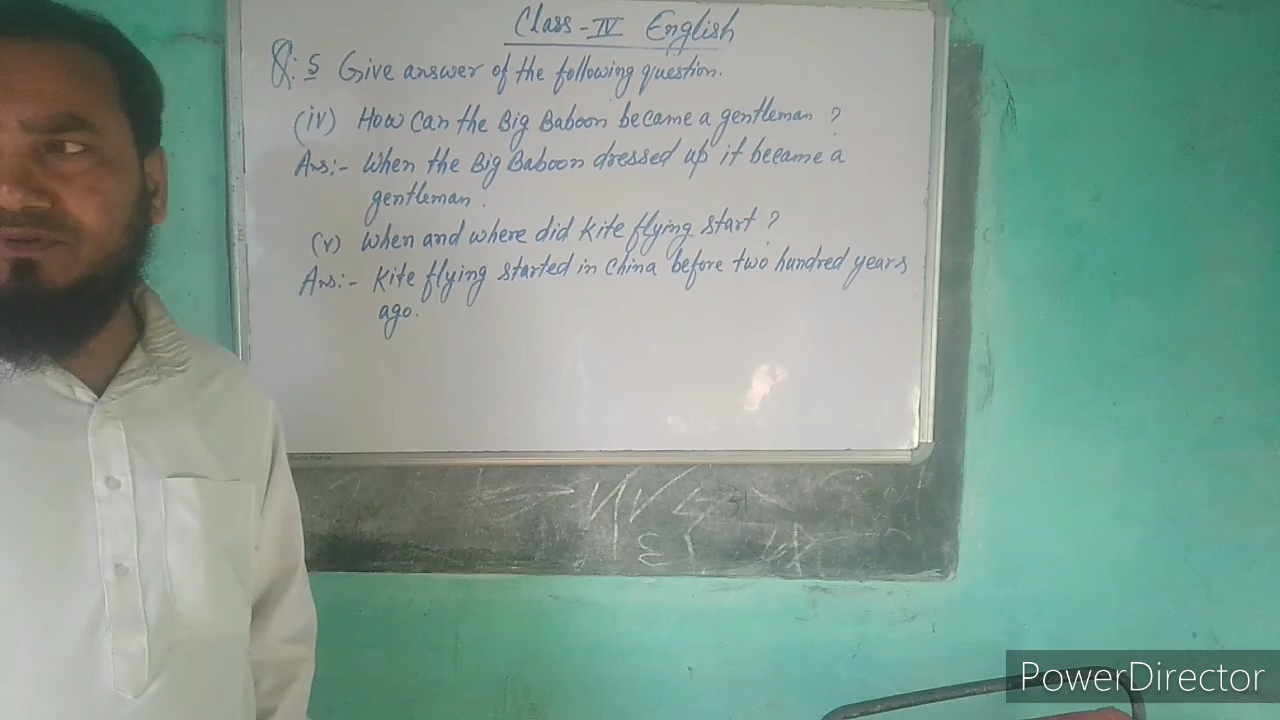 Class - IV English
Q: 5 Give answer of the following question.
(iv) How can the Big Baboon became a gentleman ?
Ans:- When the Big Baboon dressed up it became a
gentleman.
(v) When and where did Kite flying start ?
Ans:- Kite flying started in China before two hundred years
ago.
PowerDirector